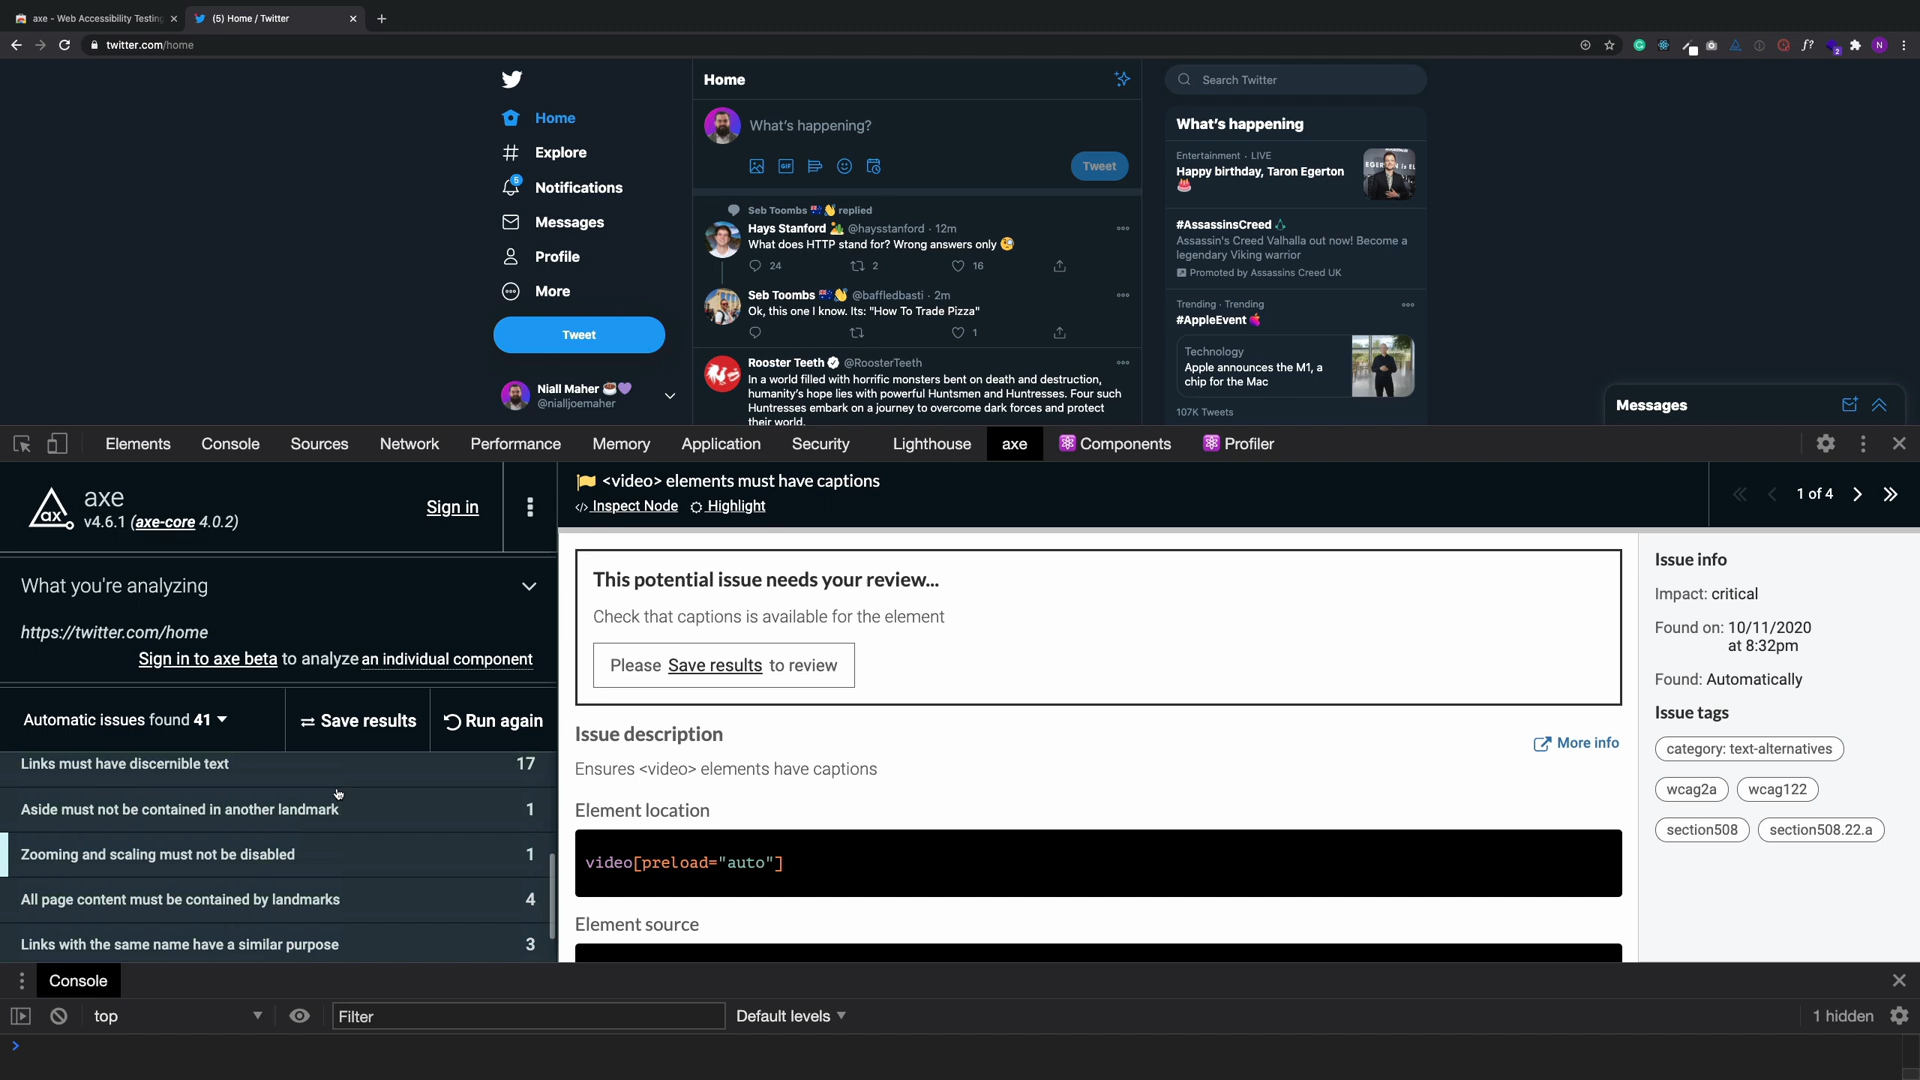 axe - Web Accessibility Testing
(5) Home / Twitter
twitter.com/home
Home
Explore
5
Notifications
Messages
Profile
More
Tweet
Niall Maher
@nialljoemaher
Home
What's happening?
GIF
Tweet
Seb Toombs replied
Hays Stanford @haysstanford · 12m
What does HTTP stand for? Wrong answers only
24 2 16
Seb Toombs @baffledbasti · 2m
Ok, this one I know. Its: "How To Trade Pizza"
1
Rooster Teeth @RoosterTeeth
In a world filled with horrific monsters bent on death and destruction,
humanity's hope lies with powerful Huntsmen and Huntresses. Four such
Huntresses embark on a journey to overcome dark forces and protect
their world.
Search Twitter
What's happening
Entertainment · LIVE
Happy birthday, Taron Egerton
#AssassinsCreed
Assassin's Creed Valhalla out now! Become a
legendary Viking warrior
Promoted by Assassins Creed UK
Trending · Trending
#AppleEvent
Technology
Apple announces the M1, a
chip for the Mac
107K Tweets
Messages
Elements Console Sources Network Performance Memory Application Security Lighthouse axe Components Profiler
axe
v4.6.1 (axe-core 4.0.2)
Sign in
What you're analyzing
https://twitter.com/home
Sign in to axe beta to analyze an individual component
Automatic issues found 41
Save results
Run again
Links must have discernible text 17
Aside must not be contained in another landmark 1
Zooming and scaling must not be disabled 1
All page content must be contained by landmarks 4
Links with the same name have a similar purpose 3
<video> elements must have captions
</> Inspect Node Highlight
1 of 4
This potential issue needs your review...
Check that captions is available for the element
Please Save results to review
Issue description
More info
Ensures <video> elements have captions
Element location
video[preload="auto"]
Element source
Issue info
Impact: critical
Found on: 10/11/2020
at 8:32pm
Found: Automatically
Issue tags
category: text-alternatives
wcag2a wcag122
section508 section508.22.a
Console
top
Filter
Default levels
1 hidden